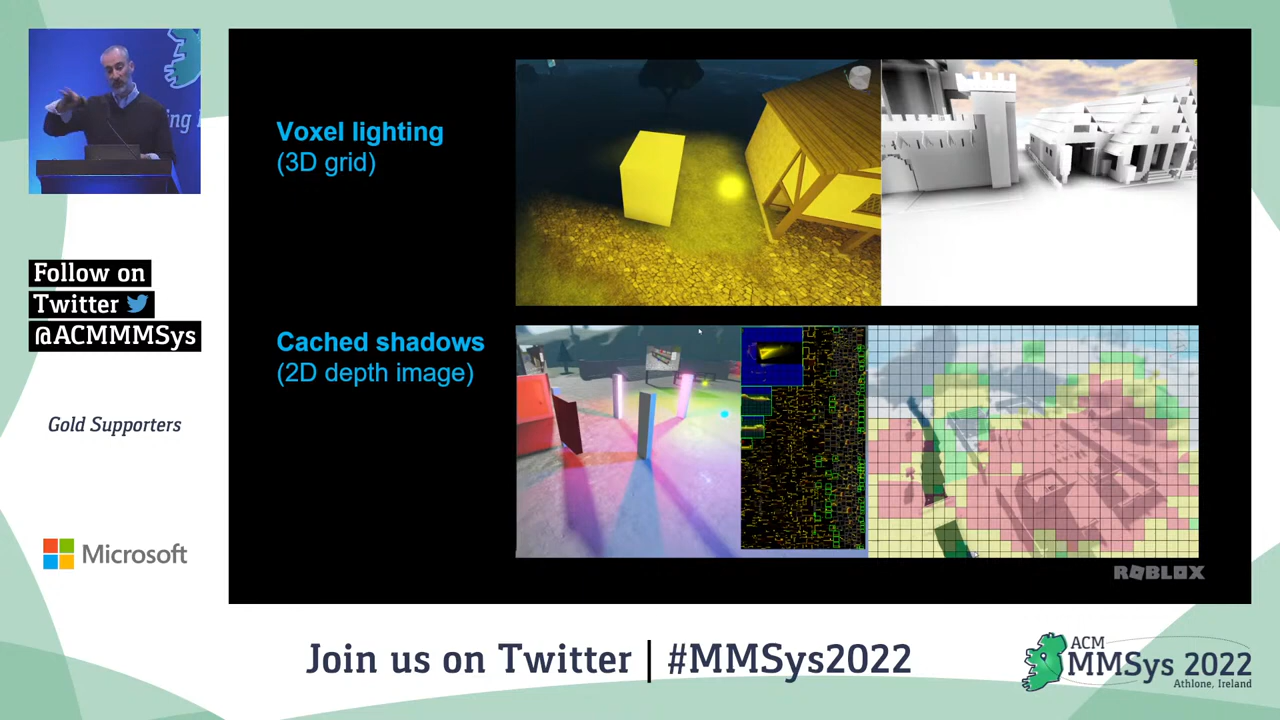 ng
Voxel lighting
(3D grid)
Follow on
Twitter
@ACMMMSys
Cached shadows
(2D depth image)
Gold Supporters
Microsoft
ROBLOX
Join us on Twitter | #MMSys2022
ACM
MMSys 2022
Athlone, Ireland